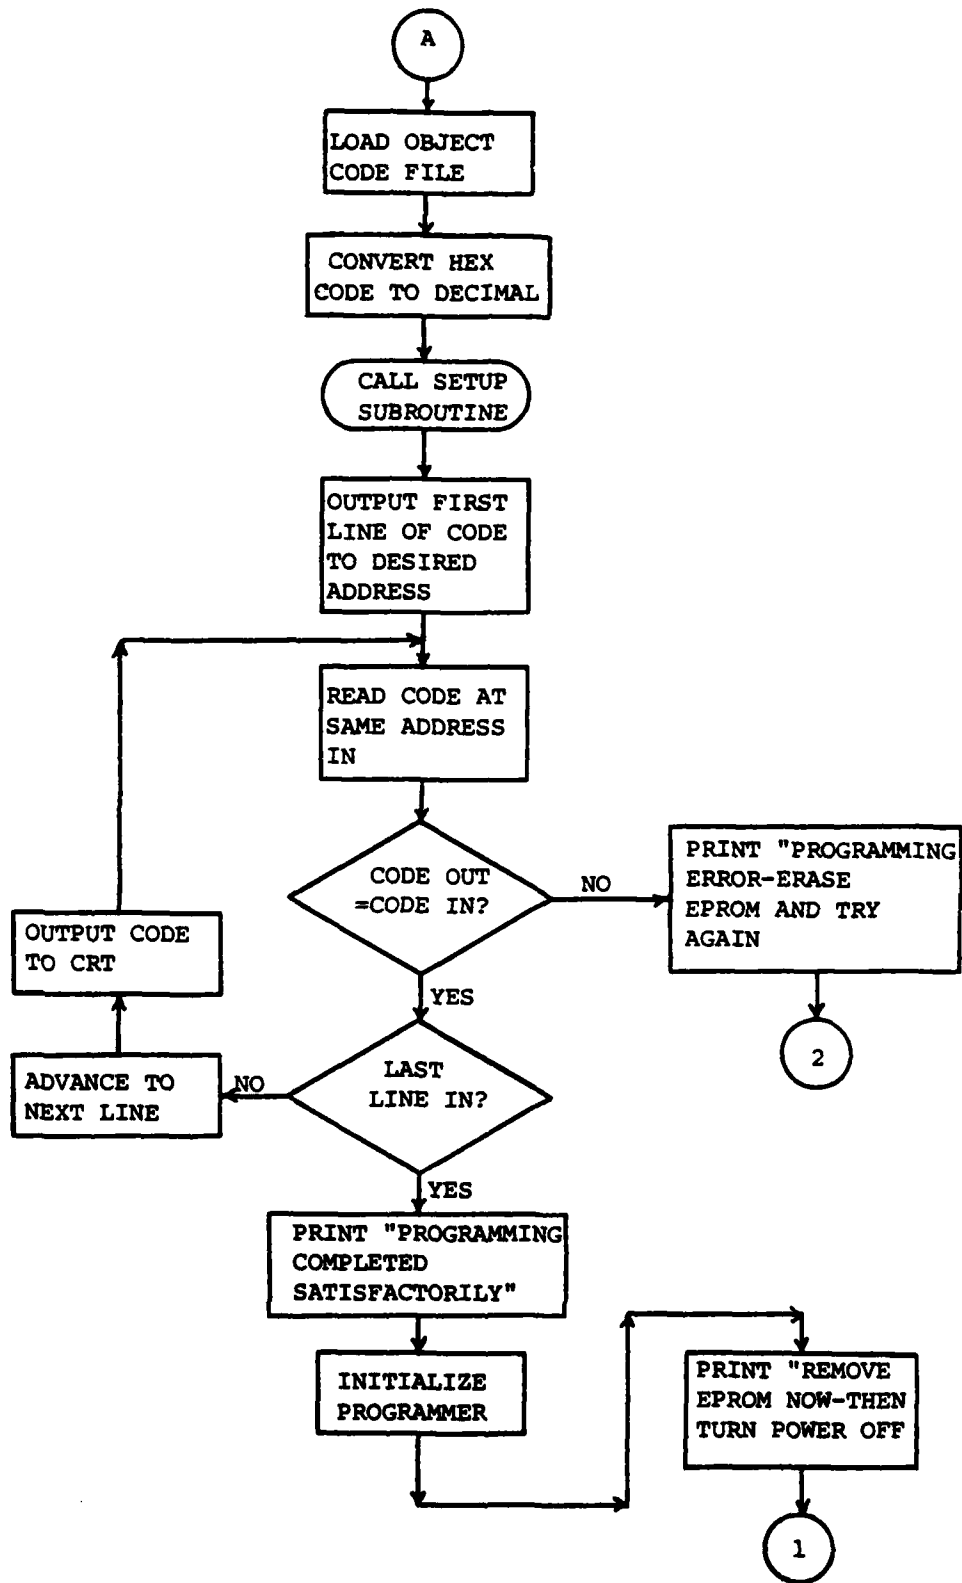 A
LOAD OBJECT
CODE FILE
CONVERT HEX
CODE TO DECIMAL
CALL SETUP
SUBROUTINE
OUTPUT FIRST
LINE OF CODE
TO DESIRED
ADDRESS
READ CODE AT
SAME ADDRESS
IN
CODE OUT
=CODE IN?
NO
PRINT "PROGRAMMING
ERROR-ERASE
EPROM AND TRY
AGAIN
2
YES
OUTPUT CODE
TO CRT
LAST
LINE IN?
NO
ADVANCE TO
NEXT LINE
YES
PRINT "PROGRAMMING
COMPLETED
SATISFACTORILY"
INITIALIZE
PROGRAMMER
PRINT "REMOVE
EPROM NOW-THEN
TURN POWER OFF
1